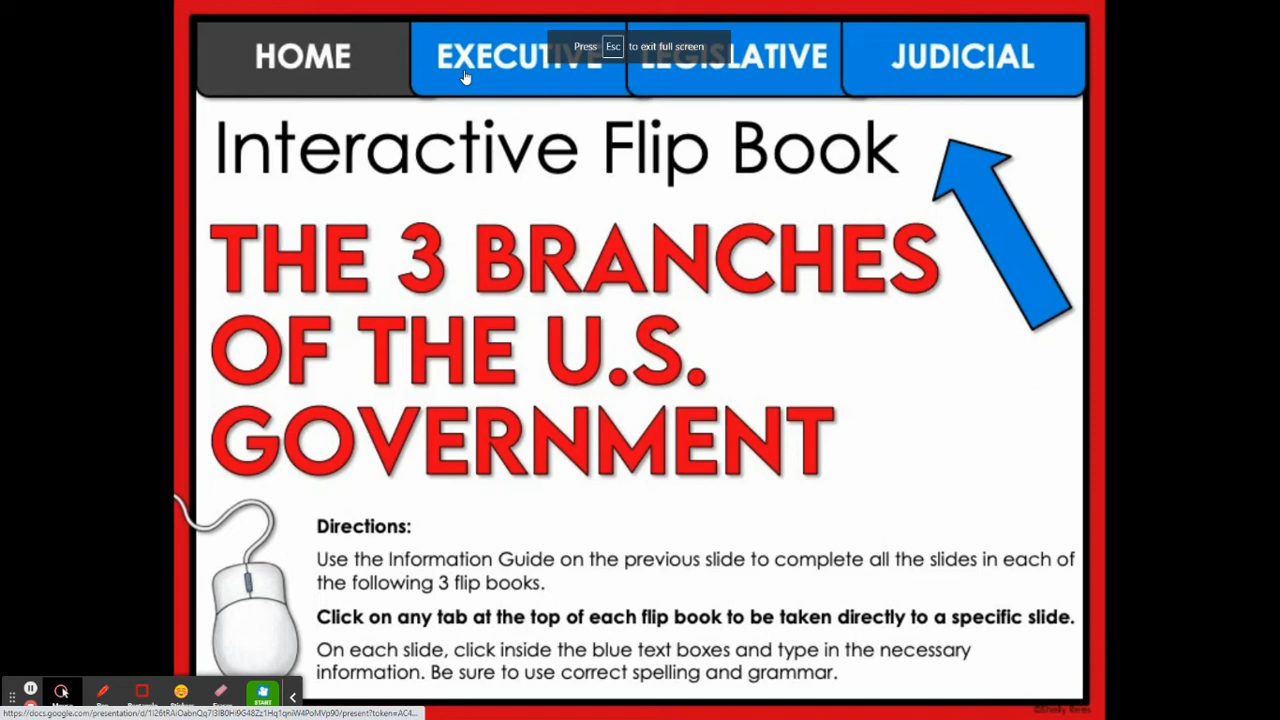 HOME EXECUTIVE LEGISLATIVE JUDICIAL
Press Esc to exit full screen
Interactive Flip Book
THE 3 BRANCHES
OF THE U.S.
GOVERNMENT
Directions:
Use the Information Guide on the previous slide to complete all the slides in each of
the following 3 flip books.
Click on any tab at the top of each flip book to be taken directly to a specific slide.
On each slide, click inside the blue text boxes and type in the necessary
information. Be sure to use correct spelling and grammar.
START
©Shelly Rees